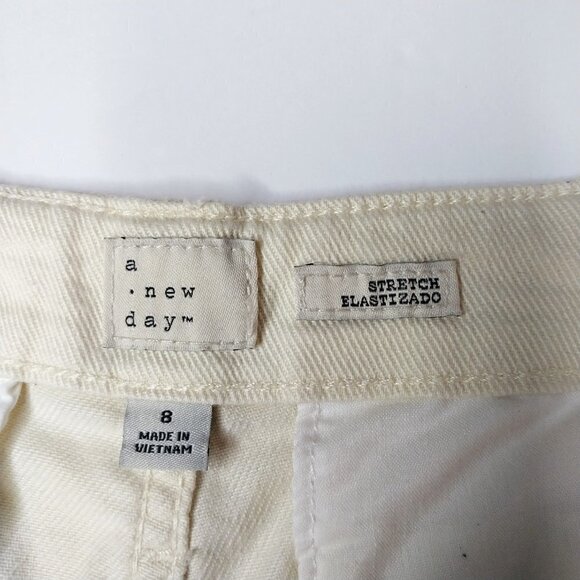 a
· new
day™
STRETCH
ELASTIZADO
8
MADE IN
VIETNAM